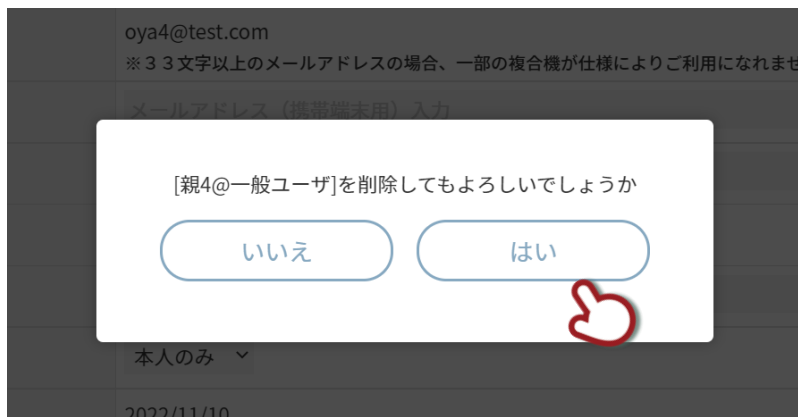 oya4@test.com
※３３文字以上のメールアドレスの場合、一部の複合機が仕様によりご利用になれませ
メールアドレス（携帯端末用）入力
[親4@一般ユーザ]を削除してもよろしいでしょうか
いいえ
はい
本人のみ
2022/11/10